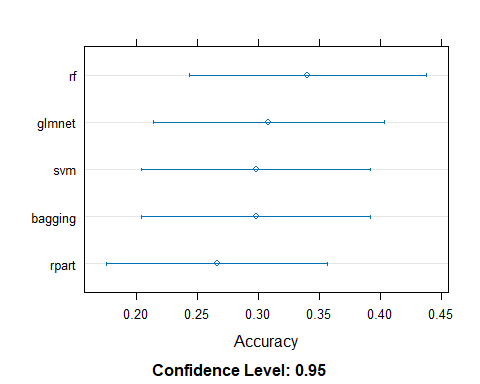 rf
glmnet
svm
bagging
rpart
0.20 0.25 0.30 0.35 0.40 0.45
Accuracy
Confidence Level: 0.95